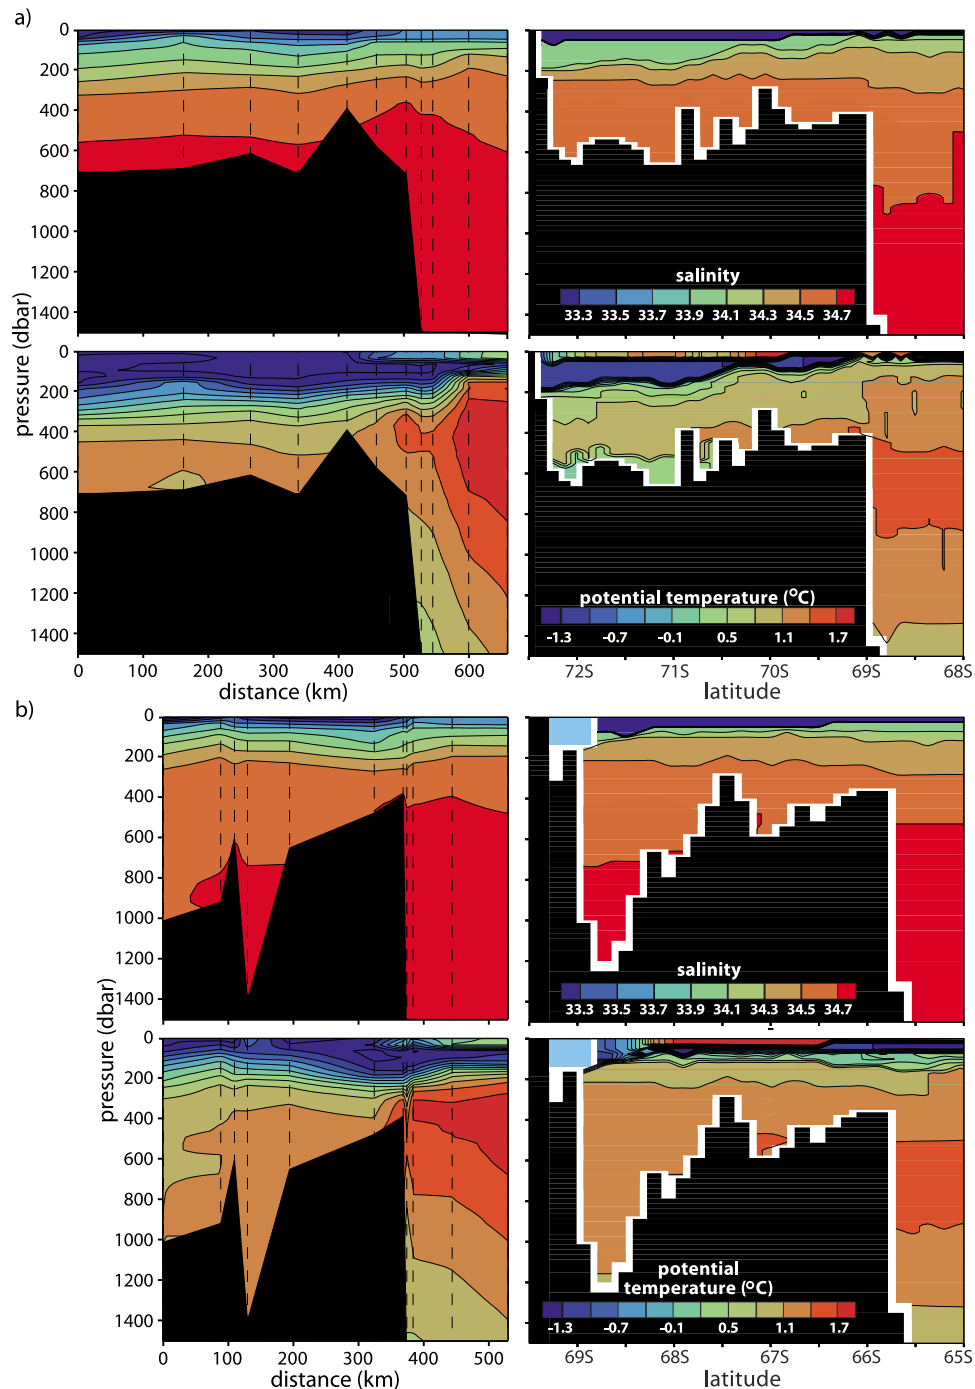 a)
0
200
400
600
800
1000
1200
1400
salinity
33.3 33.5 33.7 33.9 34.1 34.3 34.5 34.7
0
200
400
600
800
1000
1200
1400
pressure (dbar)
potential temperature (°C)
-1.3 -0.7 -0.1 0.5 1.1 1.7
0 100 200 300 400 500 600
distance (km)
72S 71S 70S 69S 68S
latitude
b)
0
200
400
600
800
1000
1200
1400
salinity
33.3 33.5 33.7 33.9 34.1 34.3 34.5 34.7
0
200
400
600
800
1000
1200
1400
pressure (dbar)
potential
temperature (°C)
-1.3 -0.7 -0.1 0.5 1.1 1.7
0 100 200 300 400 500
distance (km)
69S 68S 67S 66S 65S
latitude